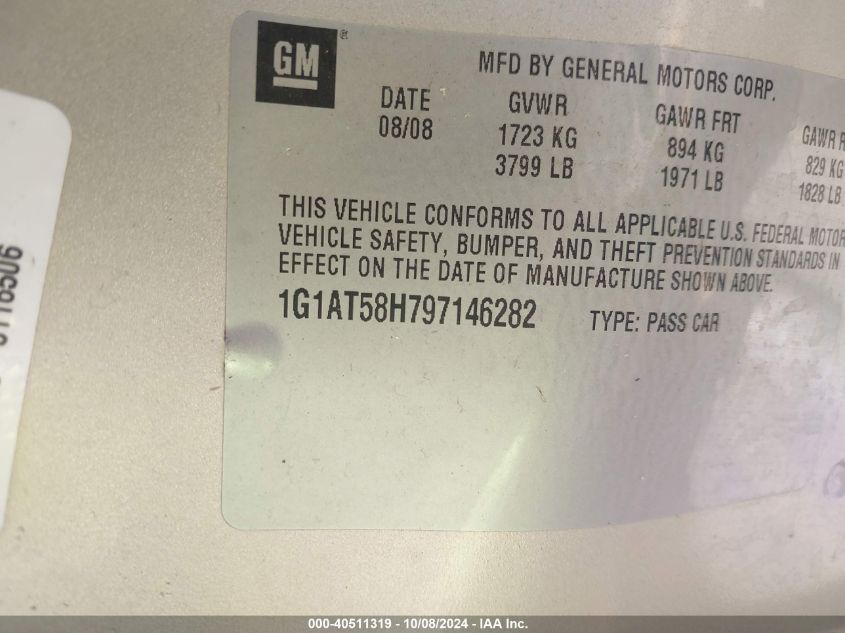 GM®
MFD BY GENERAL MOTORS CORP.
DATE GVWR GAWR FRT GAWR R
08/08 1723 KG 894 KG 829 KG
3799 LB 1971 LB 1828 LB
THIS VEHICLE CONFORMS TO ALL APPLICABLE U.S. FEDERAL MOTOR
VEHICLE SAFETY, BUMPER, AND THEFT PREVENTION STANDARDS IN
EFFECT ON THE DATE OF MANUFACTURE SHOWN ABOVE.
1G1AT58H797146282 TYPE: PASS CAR
000-40511319 - 10/08/2024 - IAA Inc.